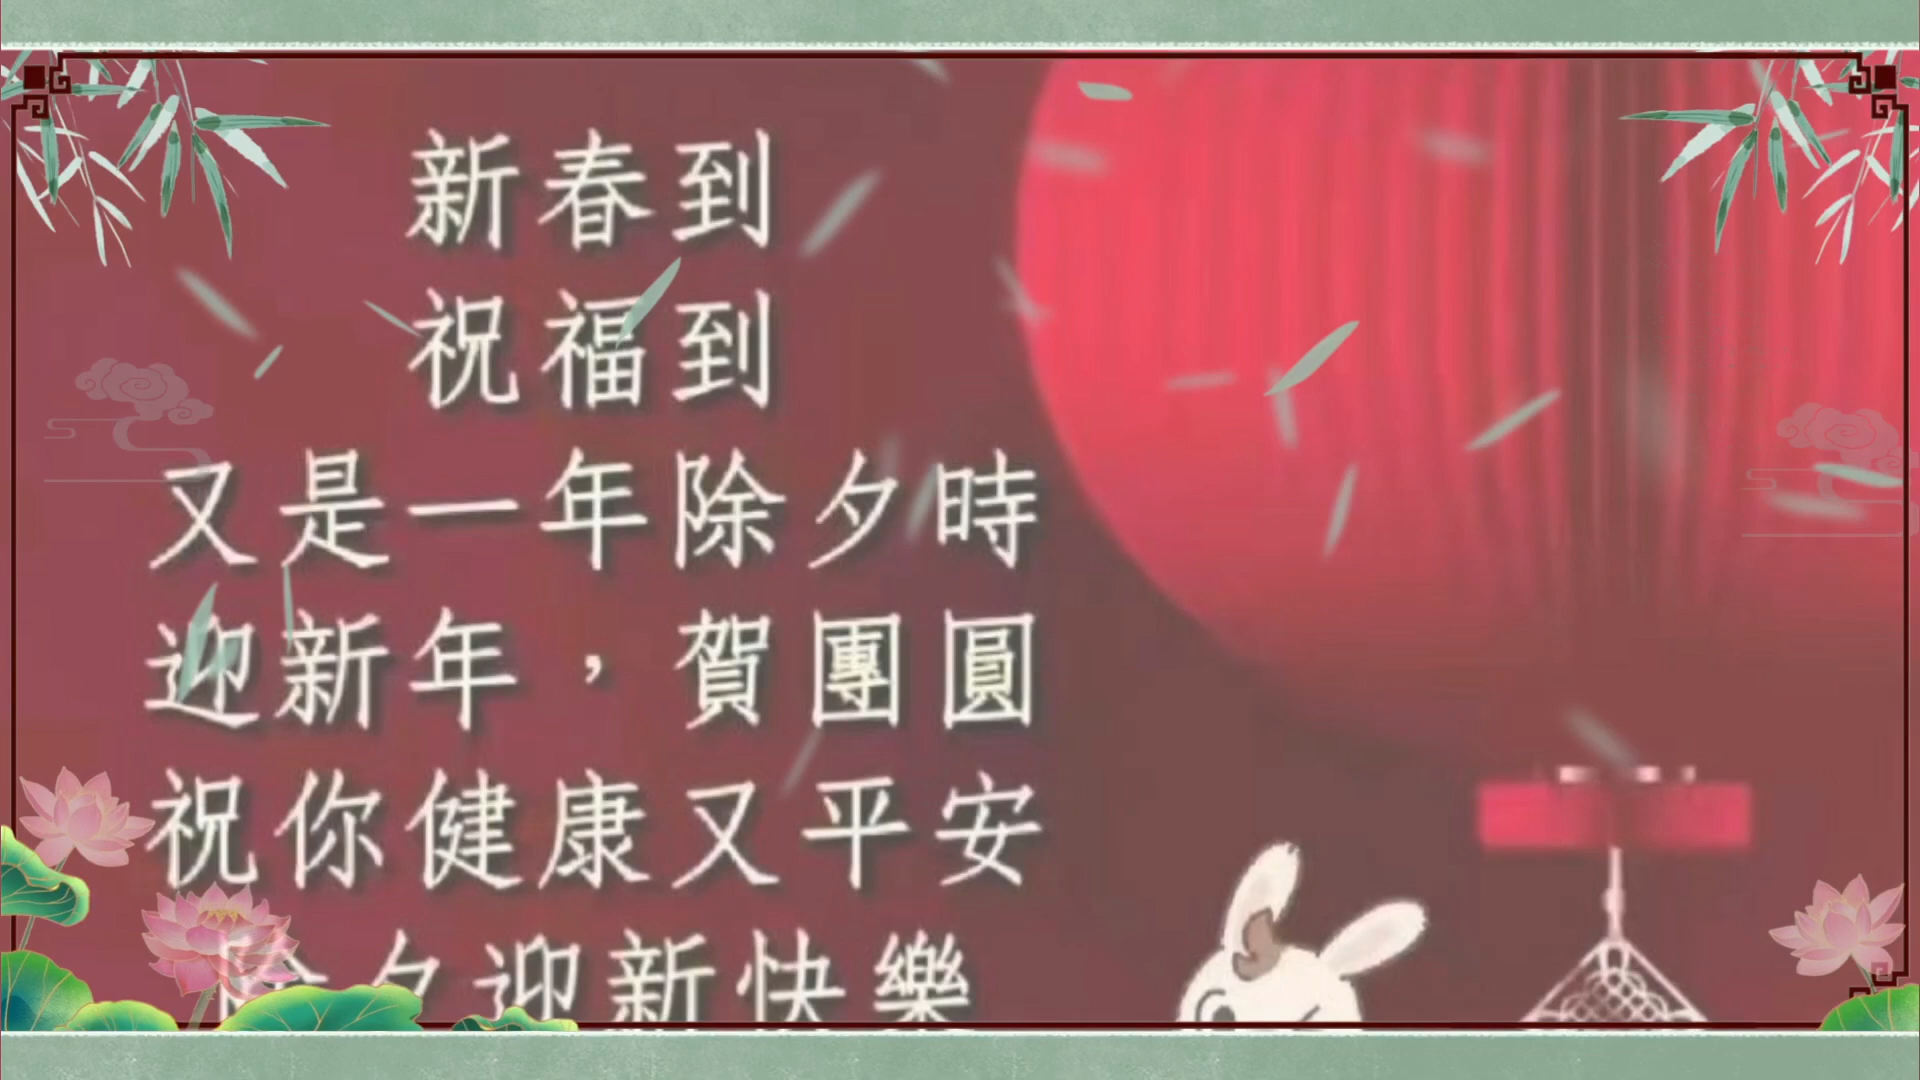 新春到
祝福到
又是一年除夕時
迎新年，賀團圓
祝你健康又平安
除夕迎新快樂